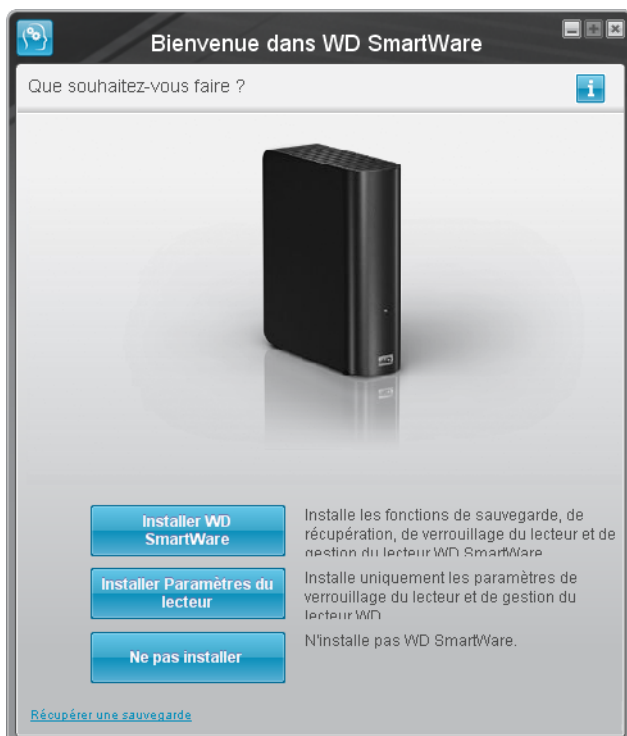 Bienvenue dans WD SmartWare
Que souhaitez-vous faire ?
i
WD
Installer WD
SmartWare
Installe les fonctions de sauvegarde, de
récupération, de verrouillage du lecteur et de
gestion du lecteur WD SmartWare
Installer Paramètres du
lecteur
Installe uniquement les paramètres de
verrouillage du lecteur et de gestion du
lecteur WD
Ne pas installer
N'installe pas WD SmartWare.
Récupérer une sauvegarde